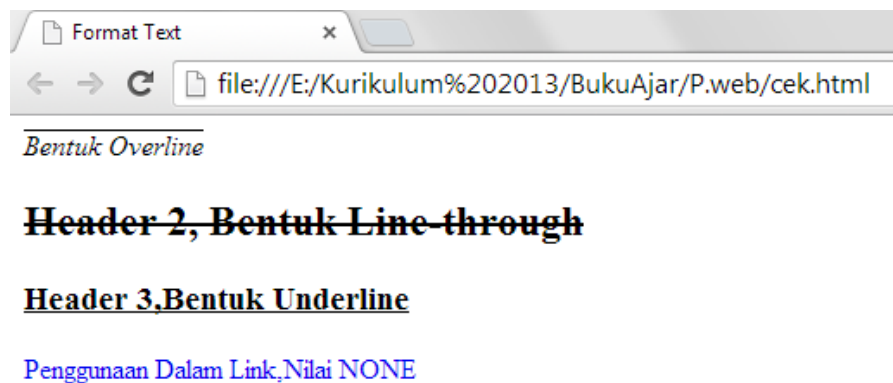 Format Text
file:///E:/Kurikulum%202013/BukuAjar/P.web/cek.html
Bentuk Overline
Header 2, Bentuk Line-through
Header 3,Bentuk Underline
Penggunaan Dalam Link,Nilai NONE